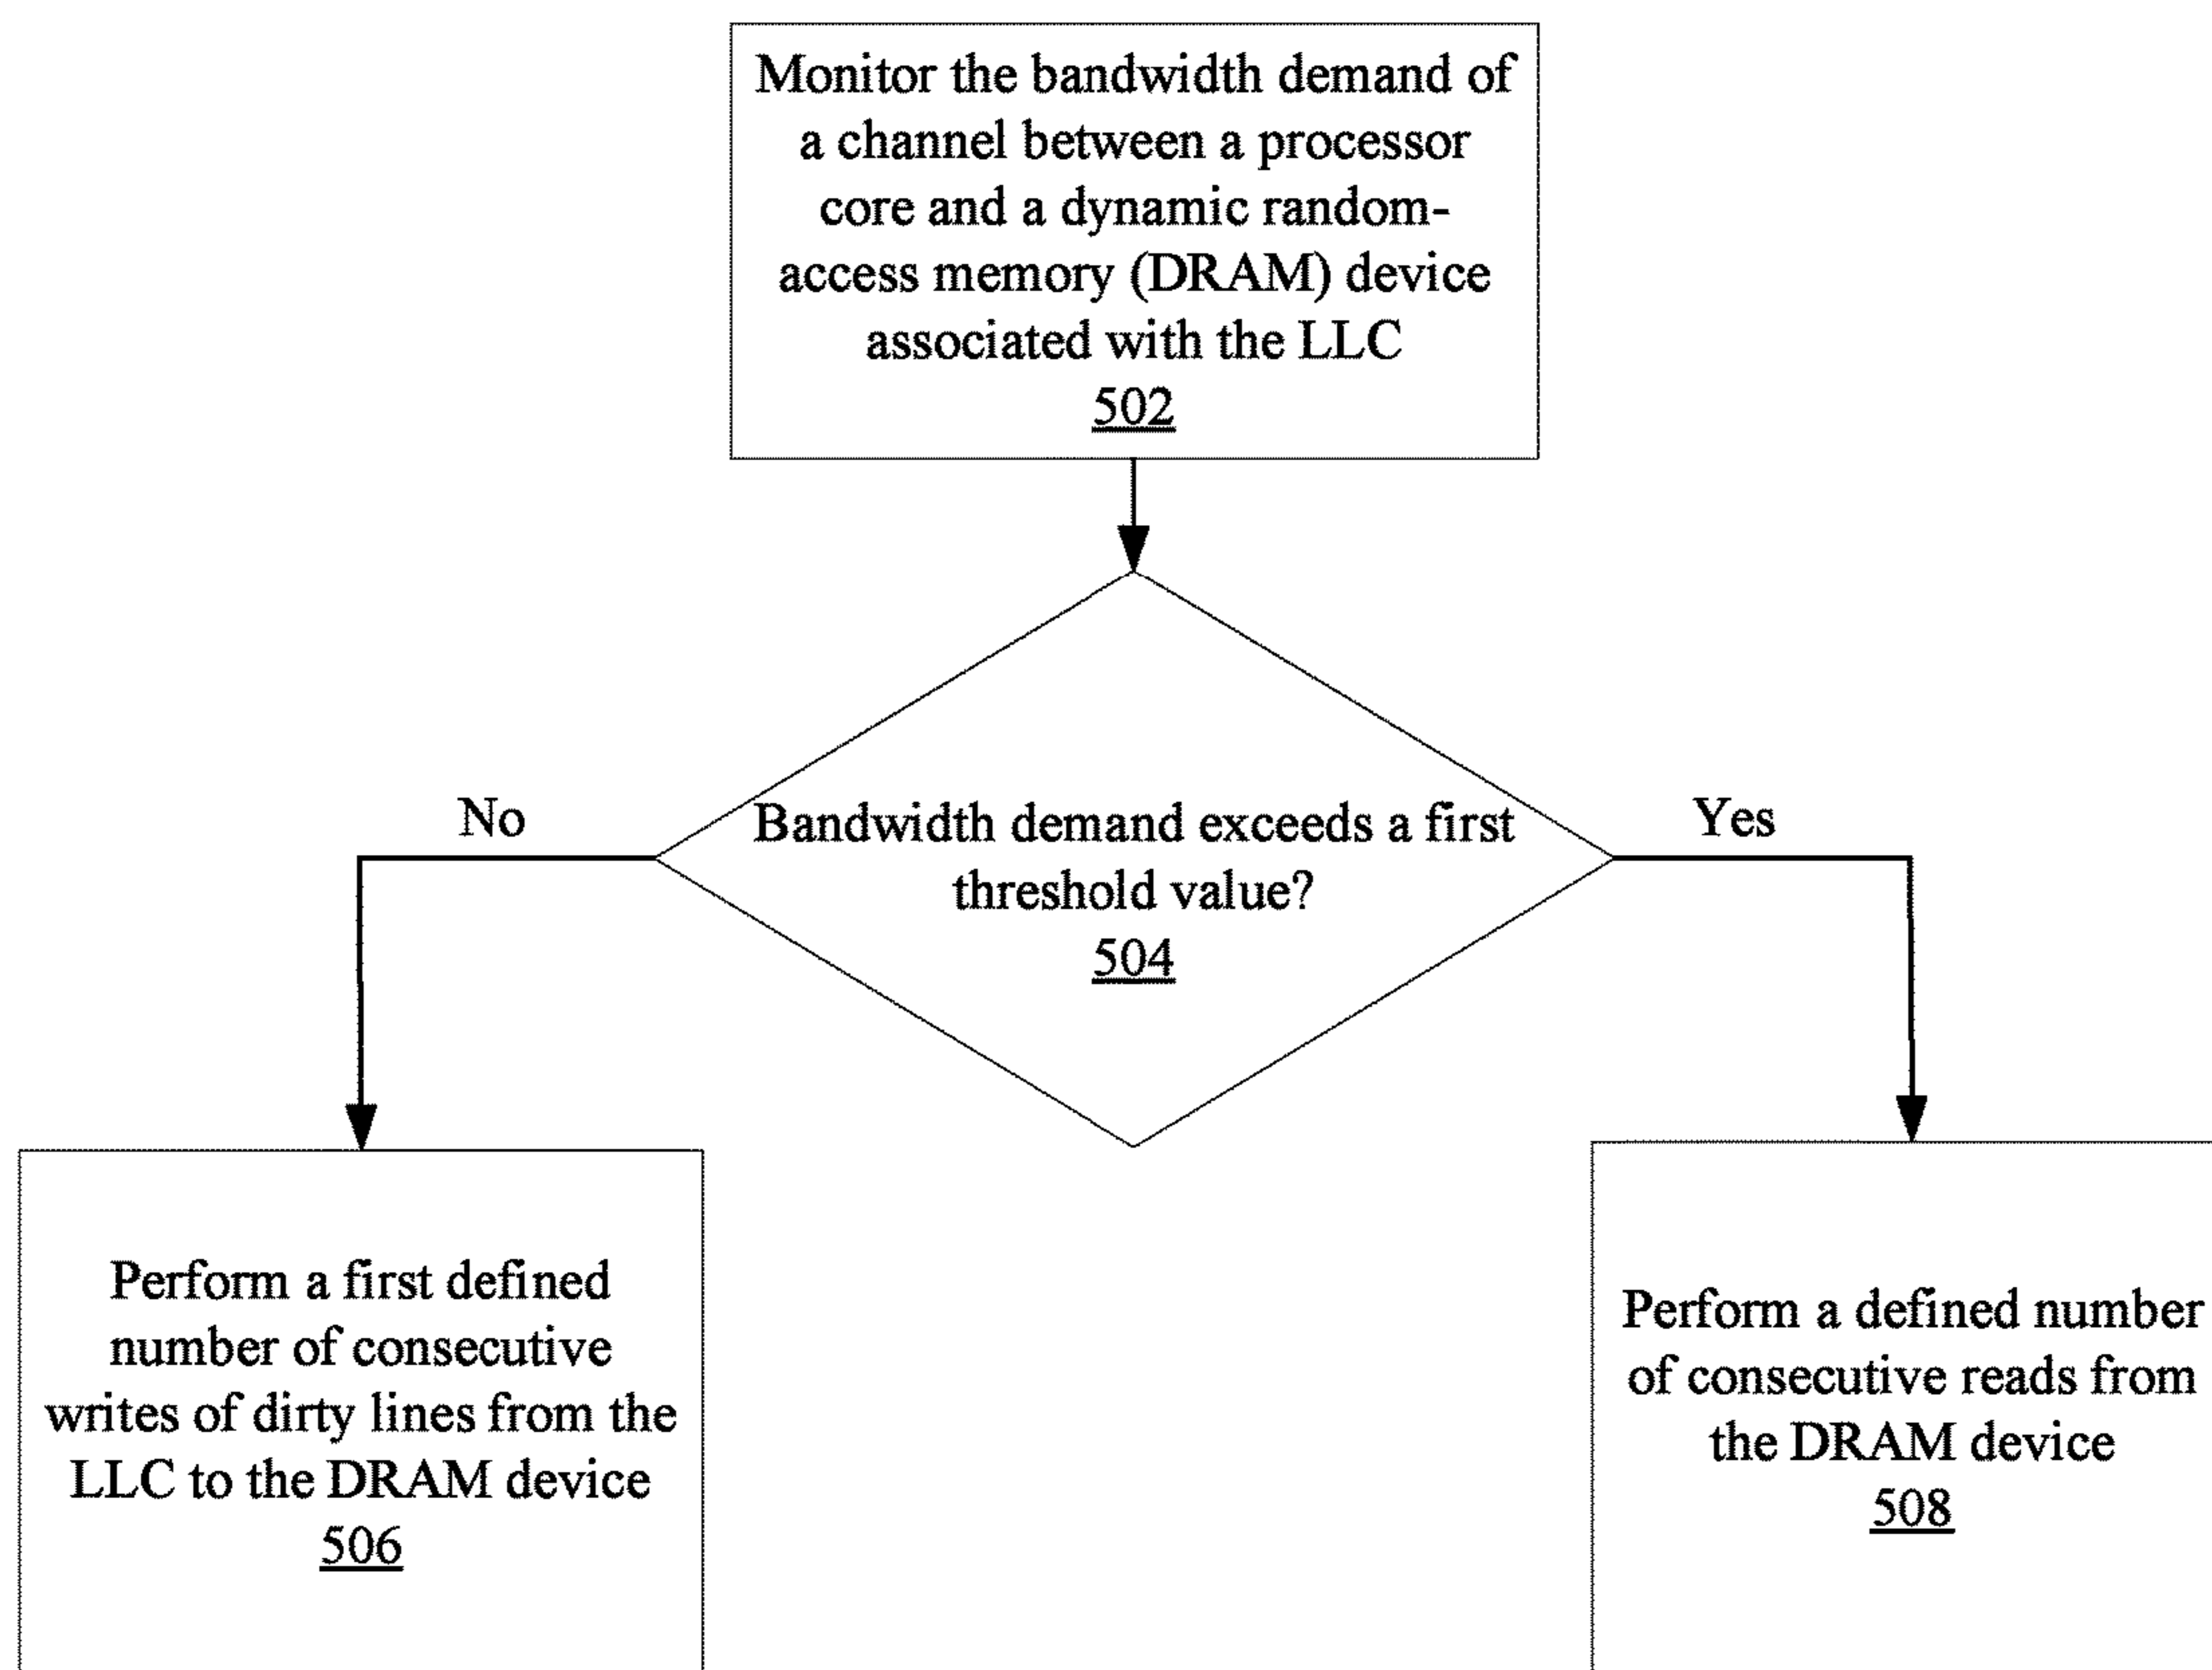 Monitor the bandwidth demand of
a channel between a processor
core and a dynamic random-
access memory (DRAM) device
associated with the LLC
502
No
Bandwidth demand exceeds a first
threshold value?
504
Yes
Perform a first defined
number of consecutive
writes of dirty lines from the
LLC to the DRAM device
506
Perform a defined number
of consecutive reads from
the DRAM device
508